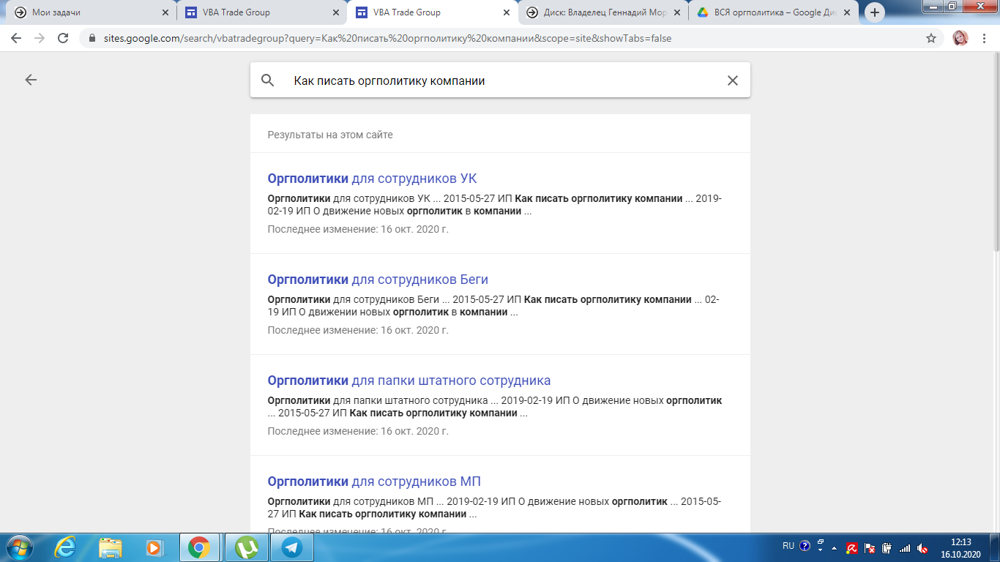 Мои задачи
VBA Trade Group
VBA Trade Group
Диск: Владелец Геннадий Мор
ВСЯ оргполитика – Google Ди
sites.google.com/search/vbatradegroup?query=Как%20писать%20оргполитику%20компании&scope=site&showTabs=false
Как писать оргполитику компании
Результаты на этом сайте
Оргполитики для сотрудников УК
Оргполитики для сотрудников УК ... 2015-05-27 ИП Как писать оргполитику компании ... 2019-
02-19 ИП О движение новых оргполитик в компании ...
Последнее изменение: 16 окт. 2020 г.
Оргполитики для сотрудников Беги
Оргполитики для сотрудников Беги ... 2015-05-27 ИП Как писать оргполитику компании ... 02-
19 ИП О движении новых оргполитик в компании ...
Последнее изменение: 16 окт. 2020 г.
Оргполитики для папки штатного сотрудника
Оргполитики для папки штатного сотрудника ... 2019-02-19 ИП О движение новых оргполитик
... 2015-05-27 ИП Как писать оргполитику компании ...
Последнее изменение: 16 окт. 2020 г.
Оргполитики для сотрудников МП
Оргполитики для сотрудников МП ... 2019-02-19 ИП О движение новых оргполитик ... 2015-05-
27 ИП Как писать оргполитику компании ...
Последнее изменение: 16 окт. 2020 г.
RU
12:13
16.10.2020